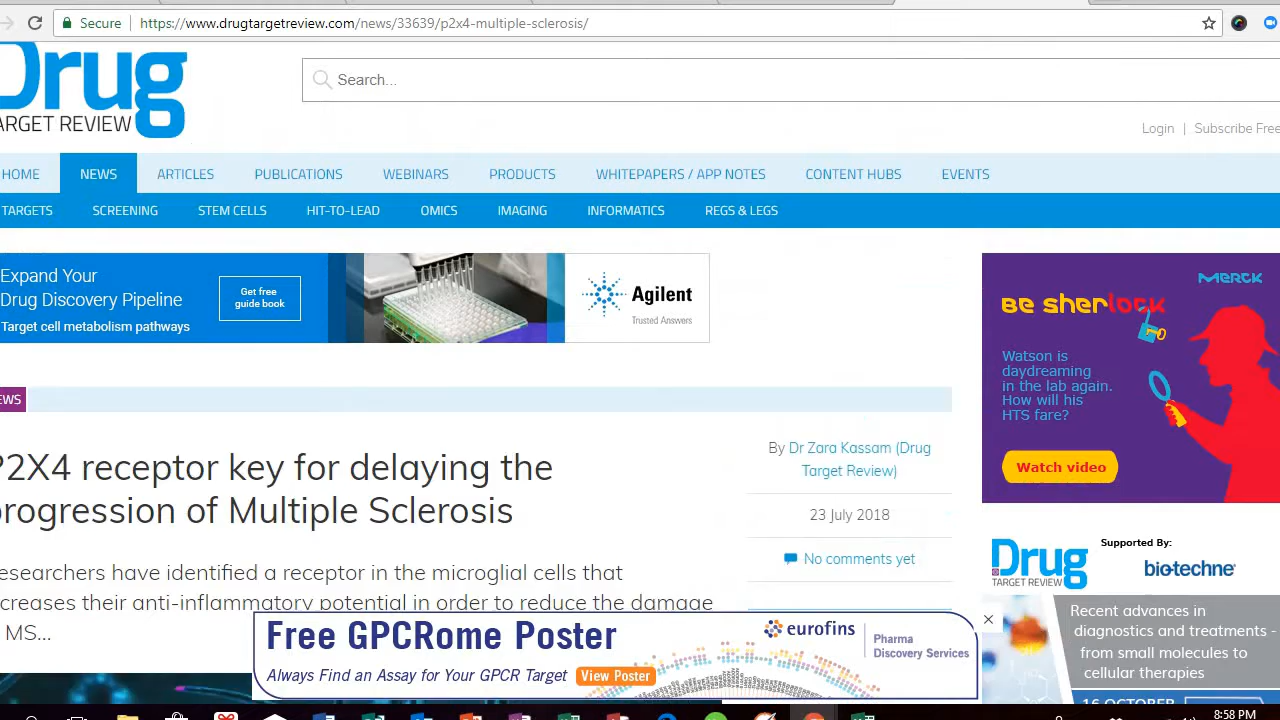 Secure
https://www.drugtargetreview.com/news/33639/p2x4-multiple-sclerosis/
Drug
TARGET REVIEW
Search...
Login | Subscribe Free
HOME NEWS ARTICLES PUBLICATIONS WEBINARS PRODUCTS WHITEPAPERS / APP NOTES CONTENT HUBS EVENTS
TARGETS SCREENING STEM CELLS HIT-TO-LEAD OMICS IMAGING INFORMATICS REGS & LEGS
Expand Your
Drug Discovery Pipeline
Target cell metabolism pathways
Get free
guide book
Agilent
Trusted Answers
MERCK
Be sherlock
Watson is
daydreaming
in the lab again.
How will his
HTS fare?
Watch video
EWS
P2X4 receptor key for delaying the
progression of Multiple Sclerosis
By Dr Zara Kassam (Drug
Target Review)
23 July 2018
No comments yet
esearchers have identified a receptor in the microglial cells that
creases their anti-inflammatory potential in order to reduce the damage
MS...
Supported By:
Drug
TARGET REVIEW
bio-techne
Recent advances in
diagnostics and treatments -
from small molecules to
cellular therapies
16 OCTOBER
Free GPCRome Poster
Always Find an Assay for Your GPCR Target
View Poster
eurofins
Pharma
Discovery Services
8:58 PM